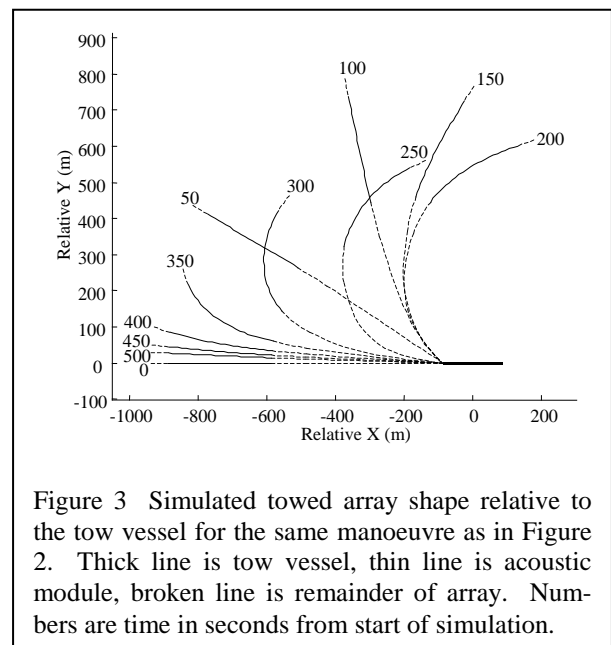 900
800
700
600
500
400
300
200
100
0
-100
Relative Y (m)
100
150
200
250
300
50
350
400
450
500
0
-1000 -800 -600 -400 -200 0 200
Relative X (m)
Figure 3 Simulated towed array shape relative to
the tow vessel for the same manoeuvre as in Figure
2. Thick line is tow vessel, thin line is acoustic
module, broken line is remainder of array. Num-
bers are time in seconds from start of simulation.